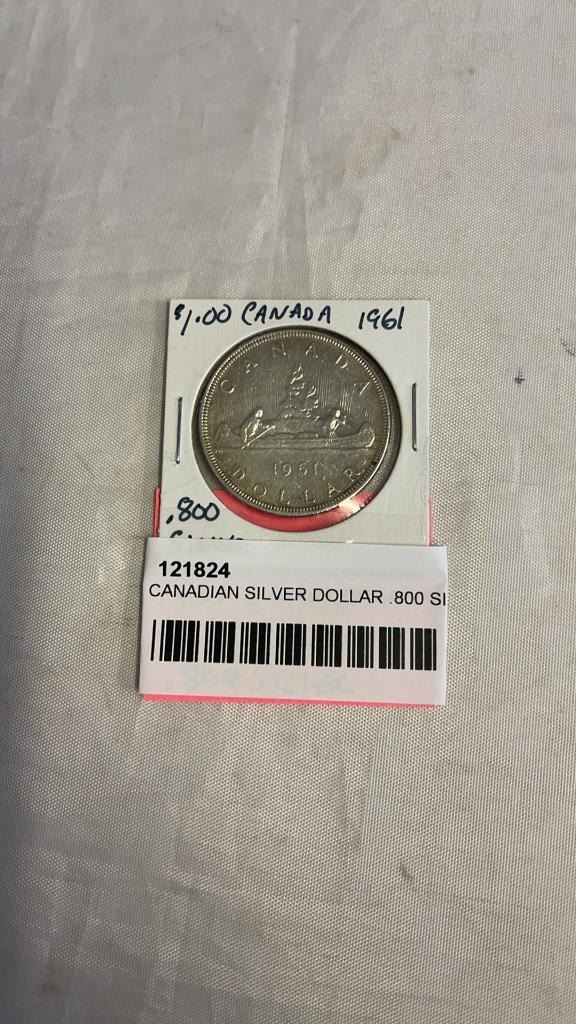 $1.00 CANADA 1961
CANADA
1961
DOLLAR
.800
121824
CANADIAN SILVER DOLLAR .800 SI